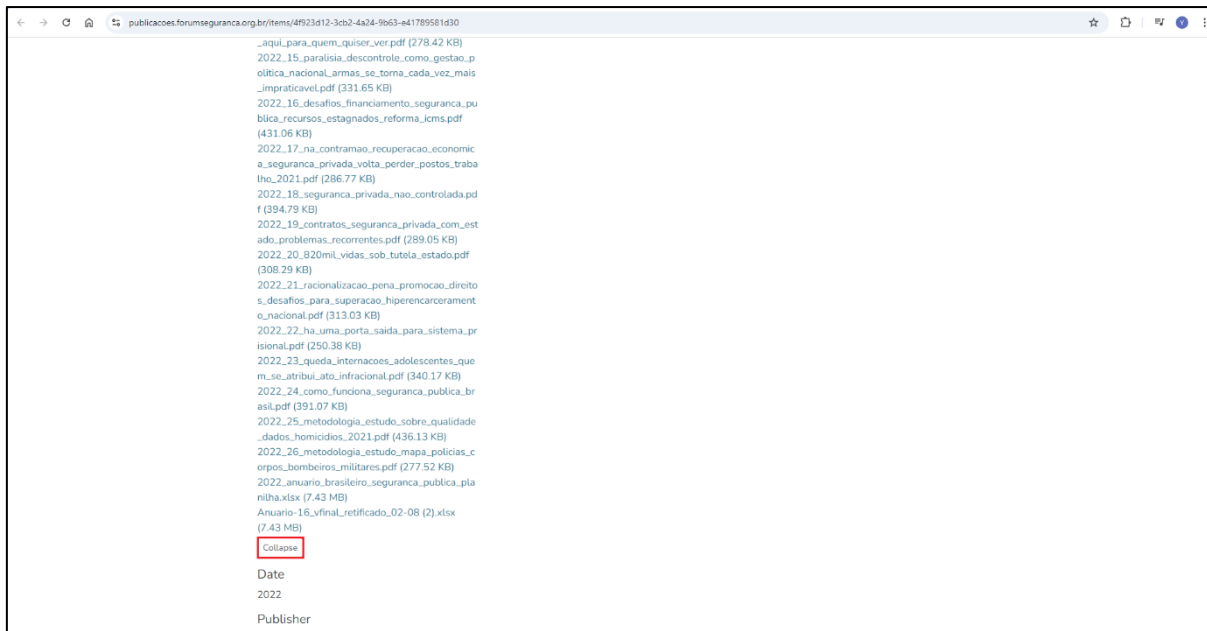 publicacoes.forumseguranca.org.br/items/4f923d12-3cb2-4a24-9b63-e41789581d30
Y
_aqui_para_quem_quiser_ver.pdf (278.42 KB)
2022_15_paralisia_descontrole_como_gestao_p
olitica_nacional_armas_se_torna_cada_vez_mais
_impraticavel.pdf (331.65 KB)
2022_16_desafios_financiamento_seguranca_pu
blica_recursos_estagnados_reforma_icms.pdf
(431.06 KB)
2022_17_na_contramao_recuperacao_economic
a_seguranca_privada_volta_perder_postos_traba
lho_2021.pdf (286.77 KB)
2022_18_seguranca_privada_nao_controlada.pd
f (394.79 KB)
2022_19_contratos_seguranca_privada_com_est
ado_problemas_recorrentes.pdf (289.05 KB)
2022_20_820mil_vidas_sob_tutela_estado.pdf
(308.29 KB)
2022_21_racionalizacao_pena_promocao_direito
s_desafios_para_superacao_hiperencarcerament
o_nacional.pdf (313.03 KB)
2022_22_ha_uma_porta_saida_para_sistema_pr
isional.pdf (250.38 KB)
2022_23_queda_internacoes_adolescentes_que
m_se_atribui_ato_infracional.pdf (340.17 KB)
2022_24_como_funciona_seguranca_publica_br
asil.pdf (391.07 KB)
2022_25_metodologia_estudo_sobre_qualidade
_dados_homicidios_2021.pdf (436.13 KB)
2022_26_metodologia_estudo_mapa_policias_c
orpos_bombeiros_militares.pdf (277.52 KB)
2022_anuario_brasileiro_seguranca_publica_pla
nilha.xlsx (7.43 MB)
Anuario-16_vfinal_retificado_02-08 (2).xlsx
(7.43 MB)
Collapse
Date
2022
Publisher